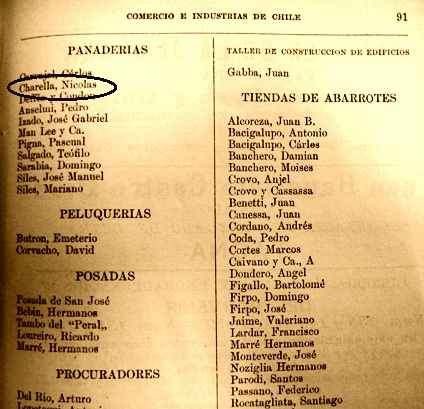 COMERCIO E INDUSTRIAS DE CHILE 91
PANADERIAS
Carvajal, Cárlos
Charella, Nicolas
y Condon
Anselmi, Pedro
Izado, José Gabriel
Man Lee y Ca.
Pigna, Pascual
Salgado, Teófilo
Sarabia, Domingo
Siles, José Manuel
Siles, Mariano
PELUQUERIAS
Butron, Emeterio
Corvacho, David
POSADAS
Posada de San José
Bebin, Hermanos
Tambo del "Peral„
Loureiro, Ricardo
Marré, Hermanos
PROCURADORES
Del Río, Arturo
TALLER DE CONSTRUCCION DE EDIFICIOS
Gabba, Juan
TIENDAS DE ABARROTES
Alcoreza, Juan B.
Bacigalupo, Antonio
Bacigalupo, Cárles
Banchero, Damian
Banchero, Moises
Crovo, Anjel
Crovo y Cassassa
Benetti, Juan
Canessa, Juan
Cordano, Andrés
Coda, Pedro
Cortes Marcos
Caivano y Ca., A
Dondero, Angel
Figallo, Bartolomé
Firpo, Domingo
Firpo, José
Jaime, Valeriano
Lardar, Francisco
Marré Hermanos
Monteverde, José
Noziglia Hermanos
Parodi, Santos
Passano, Federico
Rocatagliata, Santiago